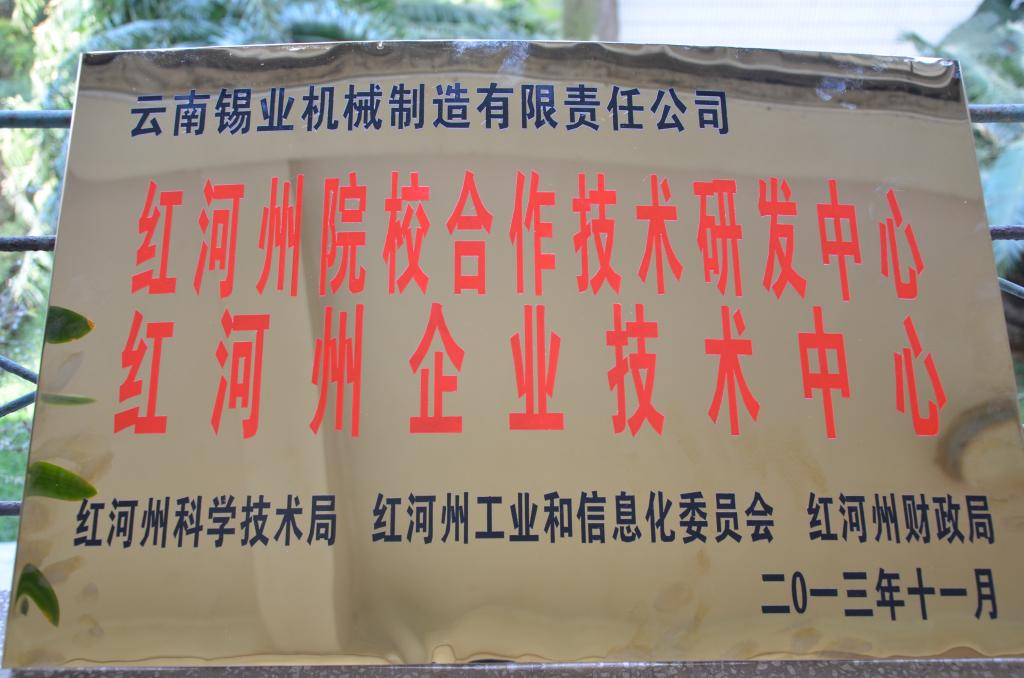 云南锡业机械制造有限责任公司
红河州院校合作技术研发中心
红河州企业技术中心
红河州科学技术局 红河州工业和信息化委员会 红河州财政局
二0一三年十一月